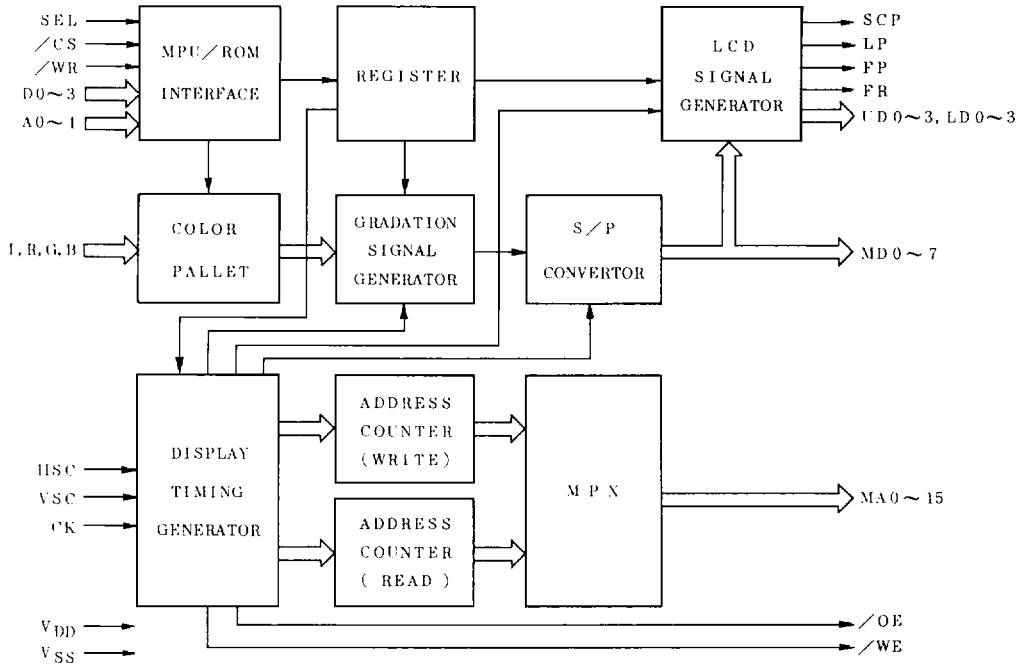 SEL
/CS
/WR
D0~3
A0~1
MPU/ROM
INTERFACE
REGISTER
LCD
SIGNAL
GENERATOR
SCP
LP
FP
FR
UD0~3, LD0~3
I, R, G, B
COLOR
PALLET
GRADATION
SIGNAL
GENERATOR
S/P
CONVERTOR
MD0~7
HSC
VSC
CK
DISPLAY
TIMING
GENERATOR
ADDRESS
COUNTER
(WRITE)
ADDRESS
COUNTER
( READ )
MPX
MA0~15
VDD
VSS
/OE
/WE